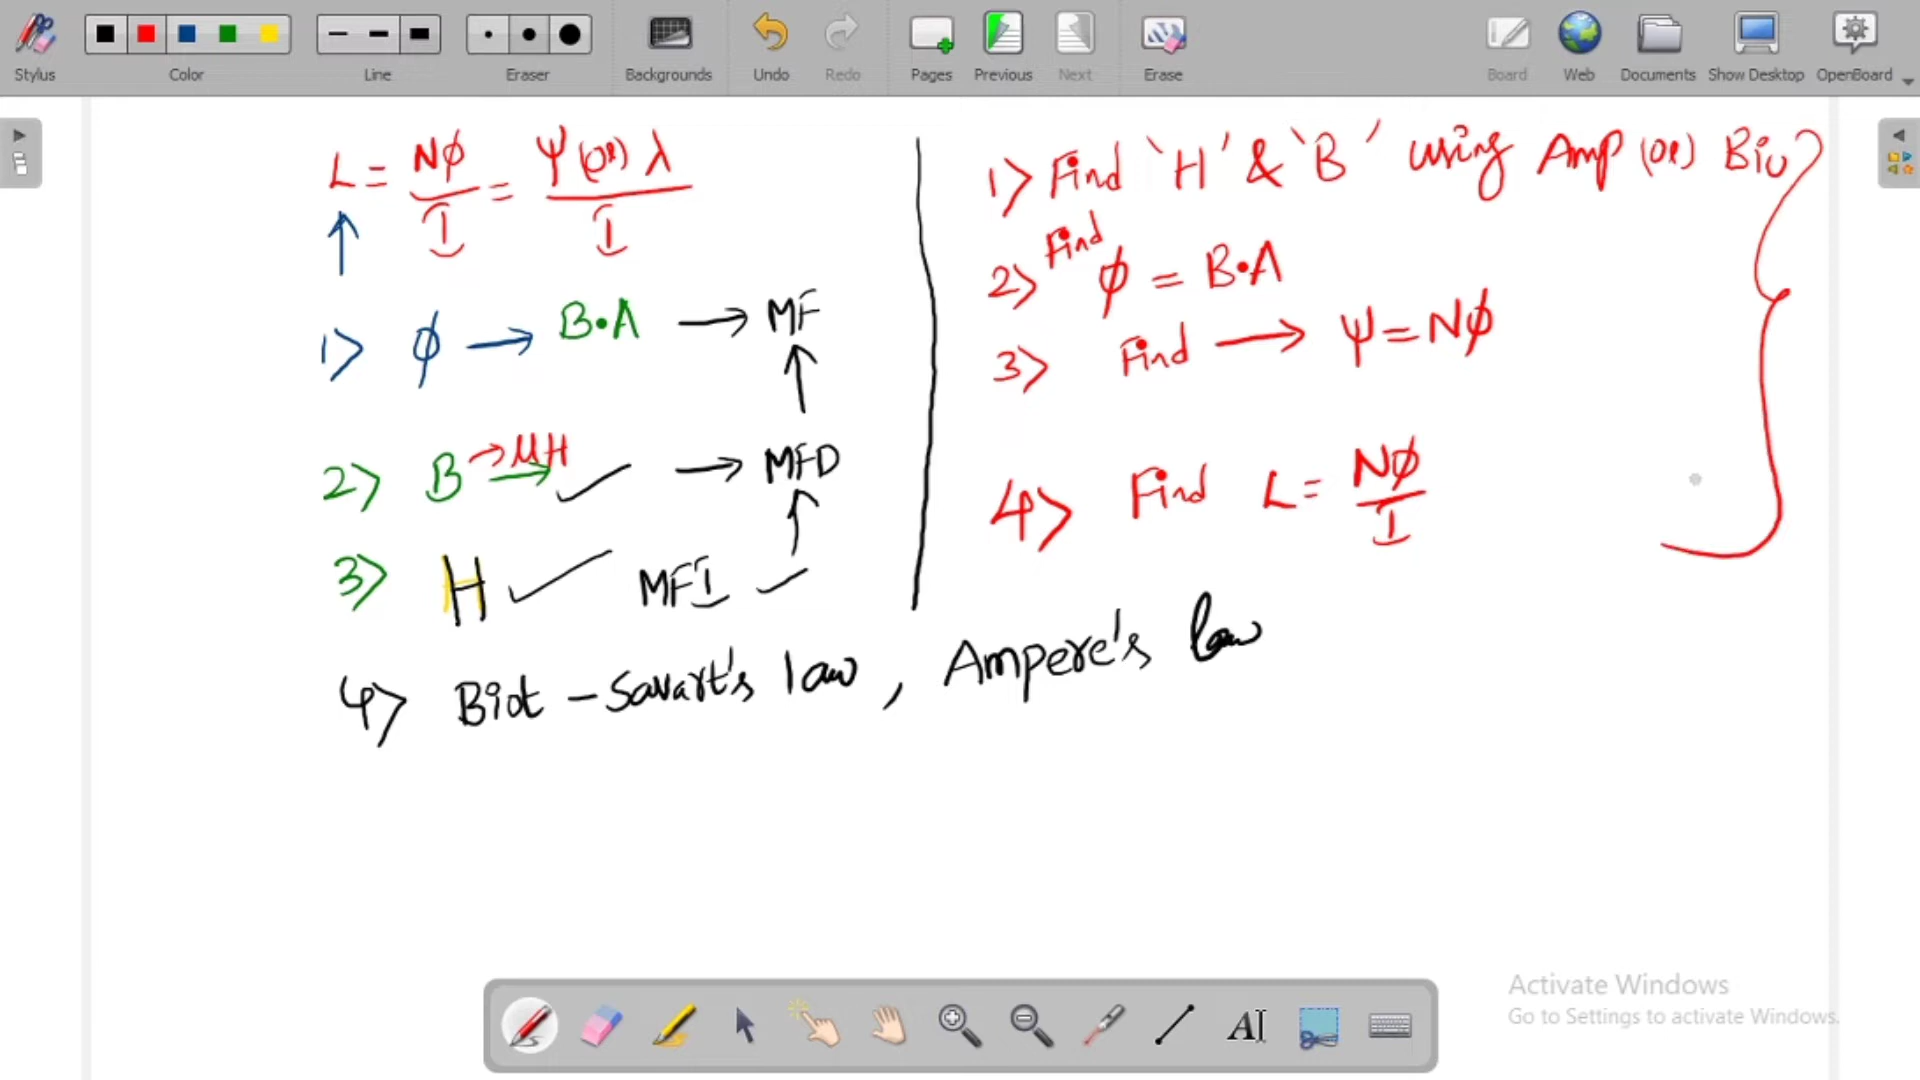 Stylus Color Line Eraser Backgrounds Undo Redo Pages Previous Next Erase Board Web Documents Show Desktop OpenBoard
L = NΦ/I = Ψ (or) λ/I
1> Φ → B·A → MF
2> B → μH → MFD
3> H MFI
4> Biot - Savart's law, Ampere's law
1> Find 'H' & 'B' using Amp (or) Bio
2> Find Φ = B·A
3> Find → Ψ = NΦ
4> Find L = NΦ/I
Activate Windows
Go to Settings to activate Windows.